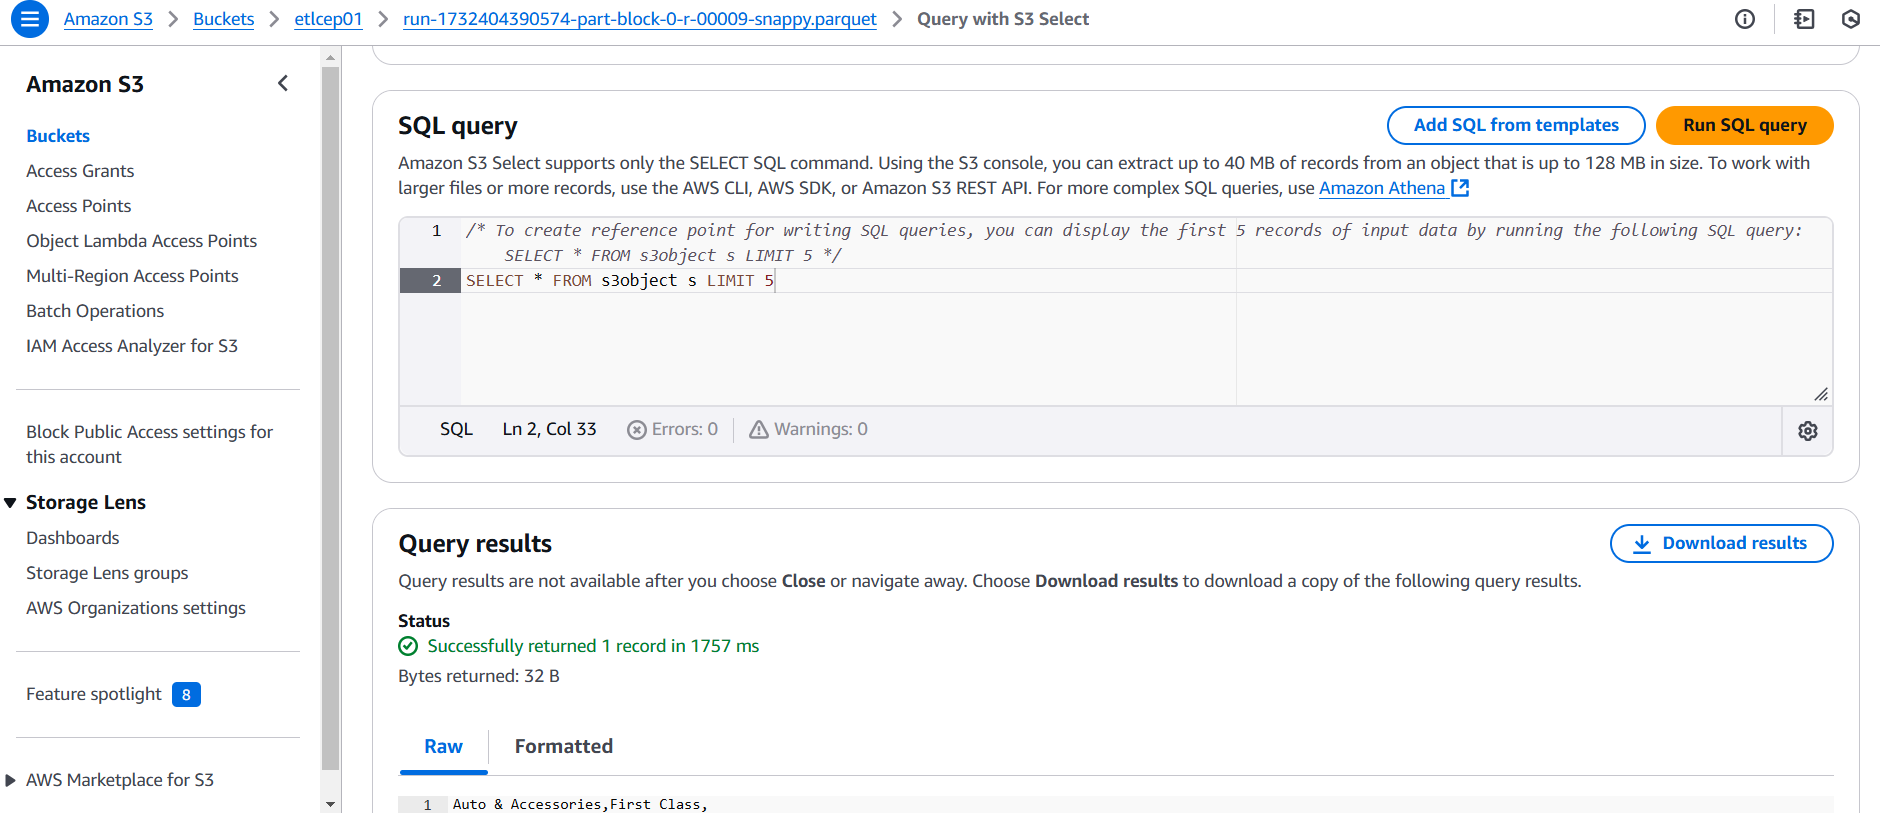 Amazon S3 > Buckets > etlcep01 > run-1732404390574-part-block-0-r-00009-snappy.parquet > Query with S3 Select
Amazon S3
Buckets
Access Grants
Access Points
Object Lambda Access Points
Multi-Region Access Points
Batch Operations
IAM Access Analyzer for S3
Block Public Access settings for
this account
Storage Lens
Dashboards
Storage Lens groups
AWS Organizations settings
Feature spotlight 8
AWS Marketplace for S3
SQL query
Add SQL from templates
Run SQL query
Amazon S3 Select supports only the SELECT SQL command. Using the S3 console, you can extract up to 40 MB of records from an object that is up to 128 MB in size. To work with
larger files or more records, use the AWS CLI, AWS SDK, or Amazon S3 REST API. For more complex SQL queries, use Amazon Athena
1 /* To create reference point for writing SQL queries, you can display the first 5 records of input data by running the following SQL query:
SELECT * FROM s3object s LIMIT 5 */
2 SELECT * FROM s3object s LIMIT 5
SQL Ln 2, Col 33 Errors: 0 Warnings: 0
Query results
Download results
Query results are not available after you choose Close or navigate away. Choose Download results to download a copy of the following query results.
Status
Successfully returned 1 record in 1757 ms
Bytes returned: 32 B
Raw Formatted
1 Auto & Accessories,First Class,